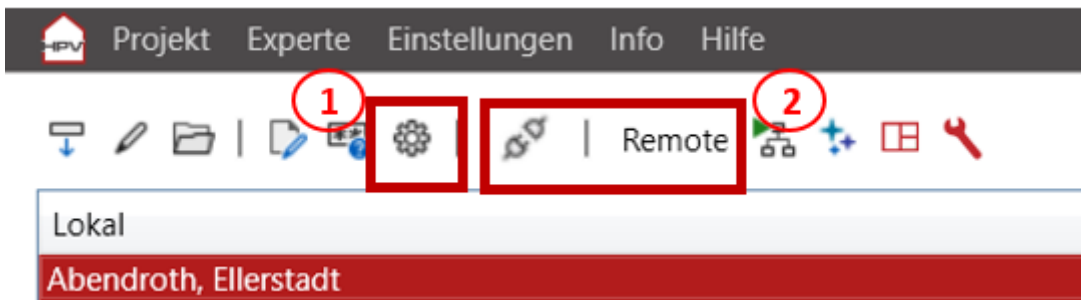 HPV Projekt Experte Einstellungen Info Hilfe
1 2
Remote
Lokal
Abendroth, Ellerstadt